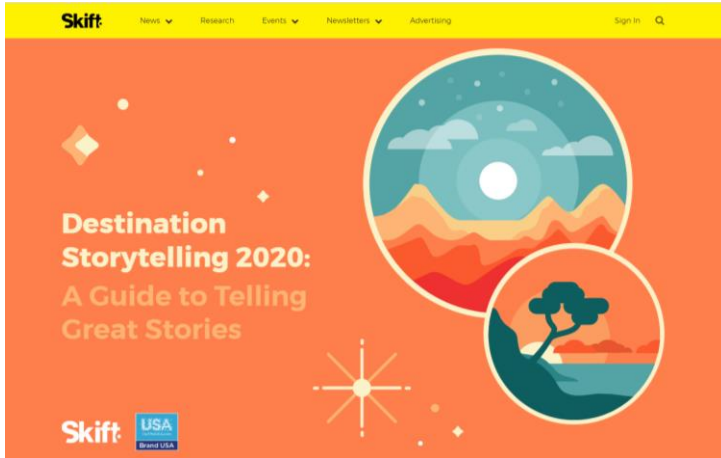 Skift: News Research Events Newsletters Advertising Sign In
Destination
Storytelling 2020:
A Guide to Telling
Great Stories
Skift: USA
Brand USA